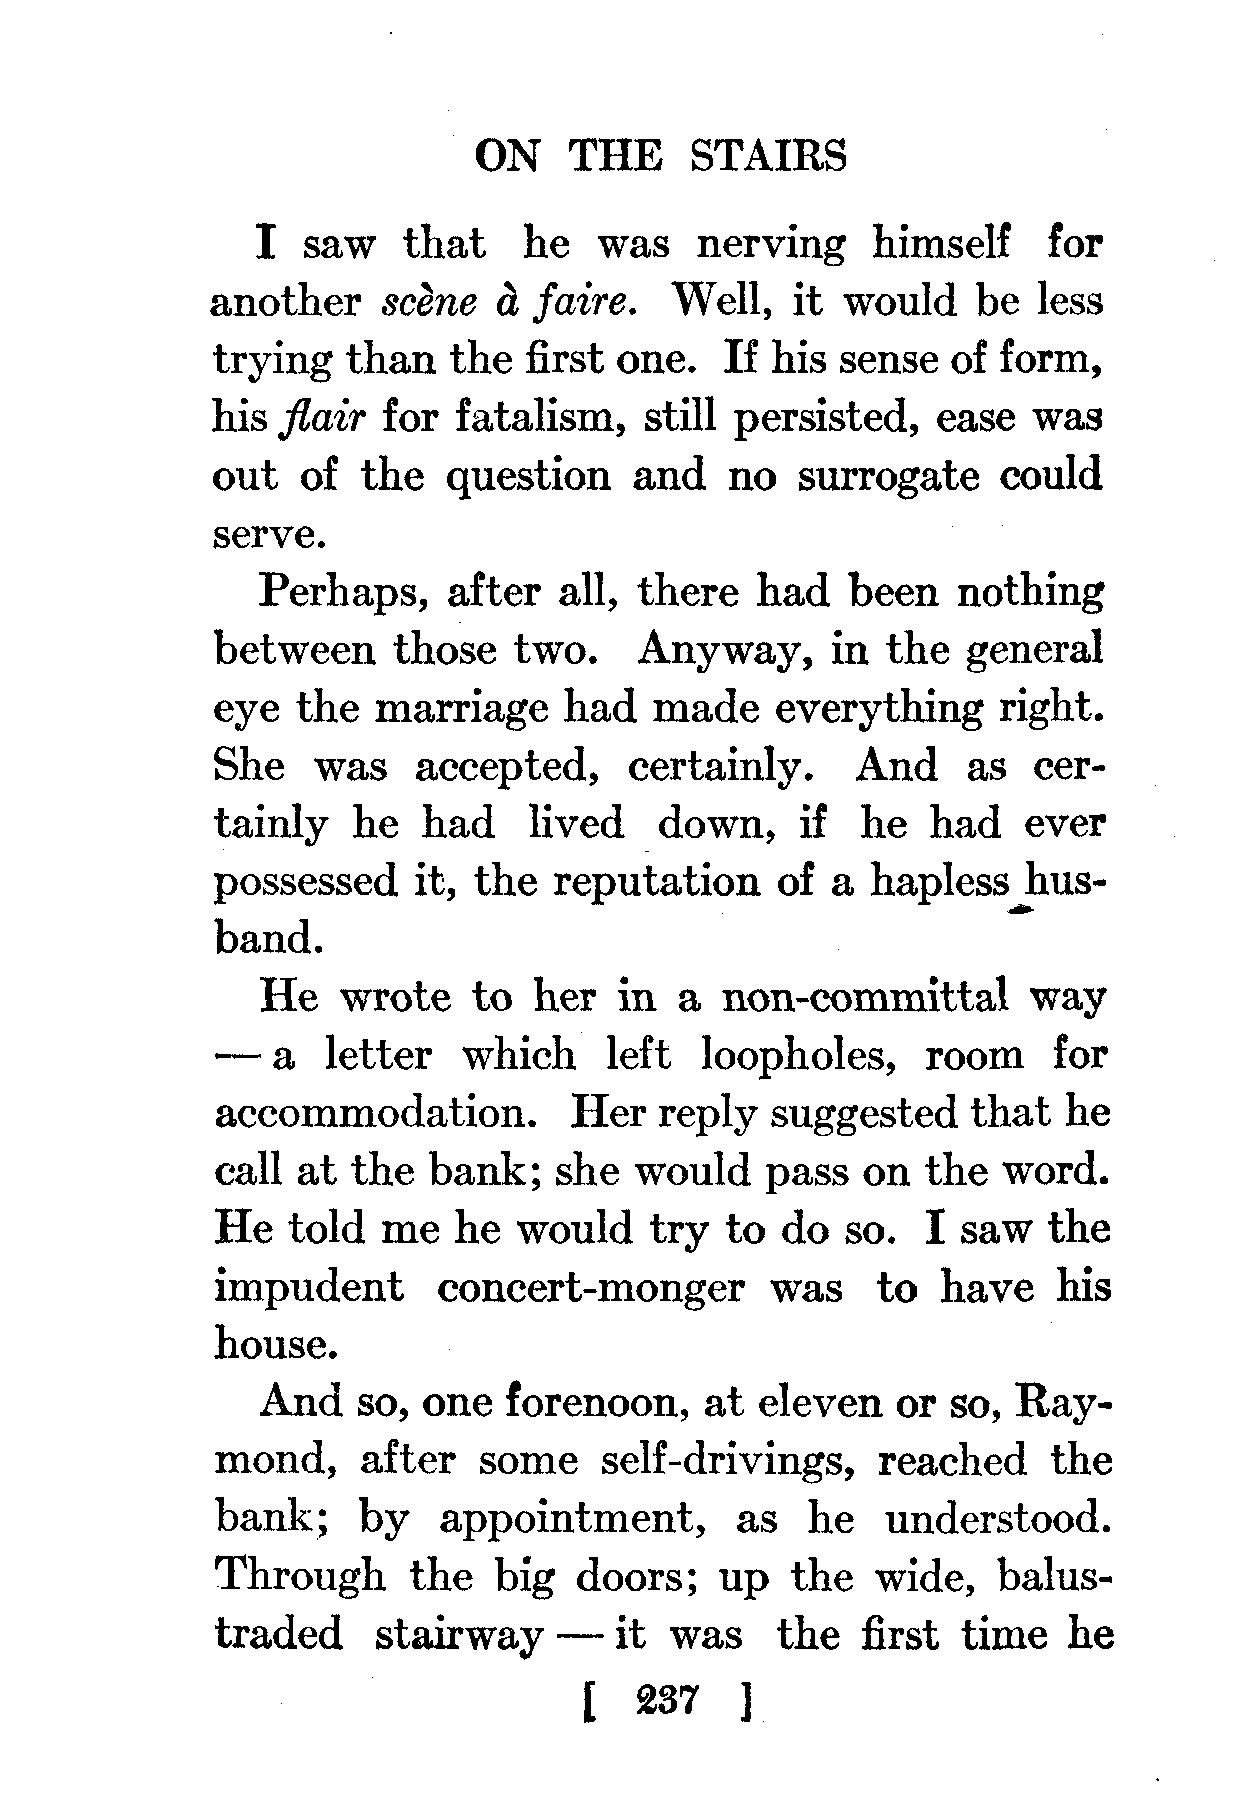 ON THE STAIRS
I saw that he was nerving himself for
another scène à faire. Well, it would be less
trying than the first one. If his sense of form,
his flair for fatalism, still persisted, ease was
out of the question and no surrogate could
serve.
Perhaps, after all, there had been nothing
between those two. Anyway, in the general
eye the marriage had made everything right.
She was accepted, certainly. And as cer-
tainly he had lived down, if he had ever
possessed it, the reputation of a hapless hus-
band.
He wrote to her in a non-committal way
— a letter which left loopholes, room for
accommodation. Her reply suggested that he
call at the bank; she would pass on the word.
He told me he would try to do so. I saw the
impudent concert-monger was to have his
house.
And so, one forenoon, at eleven or so, Ray-
mond, after some self-drivings, reached the
bank; by appointment, as he understood.
Through the big doors; up the wide, balus-
traded stairway — it was the first time he
[ 237 ]